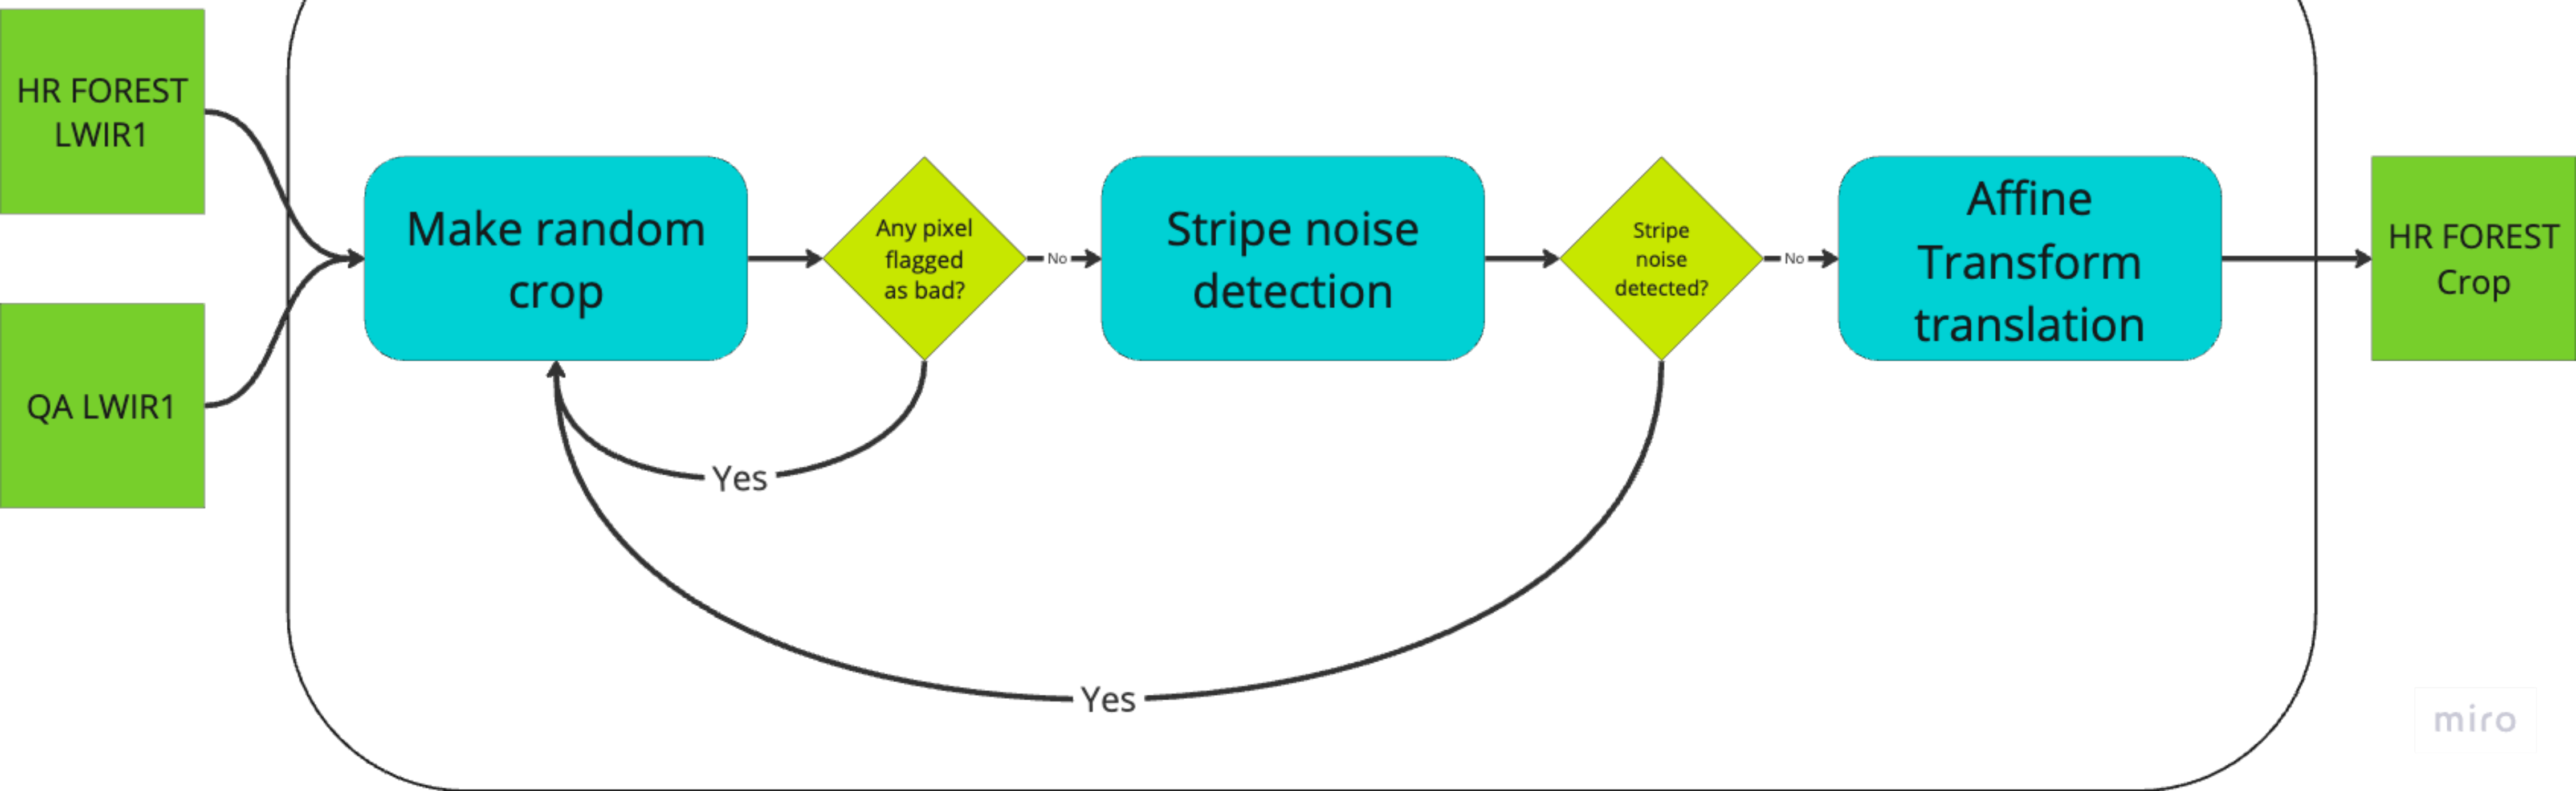 HR FOREST
LWIR1
QA LWIR1
Make random
crop
Any pixel
flagged
as bad?
No
Yes
Stripe noise
detection
Stripe
noise
detected?
No
Yes
Affine
Transform
translation
HR FOREST
Crop
miro